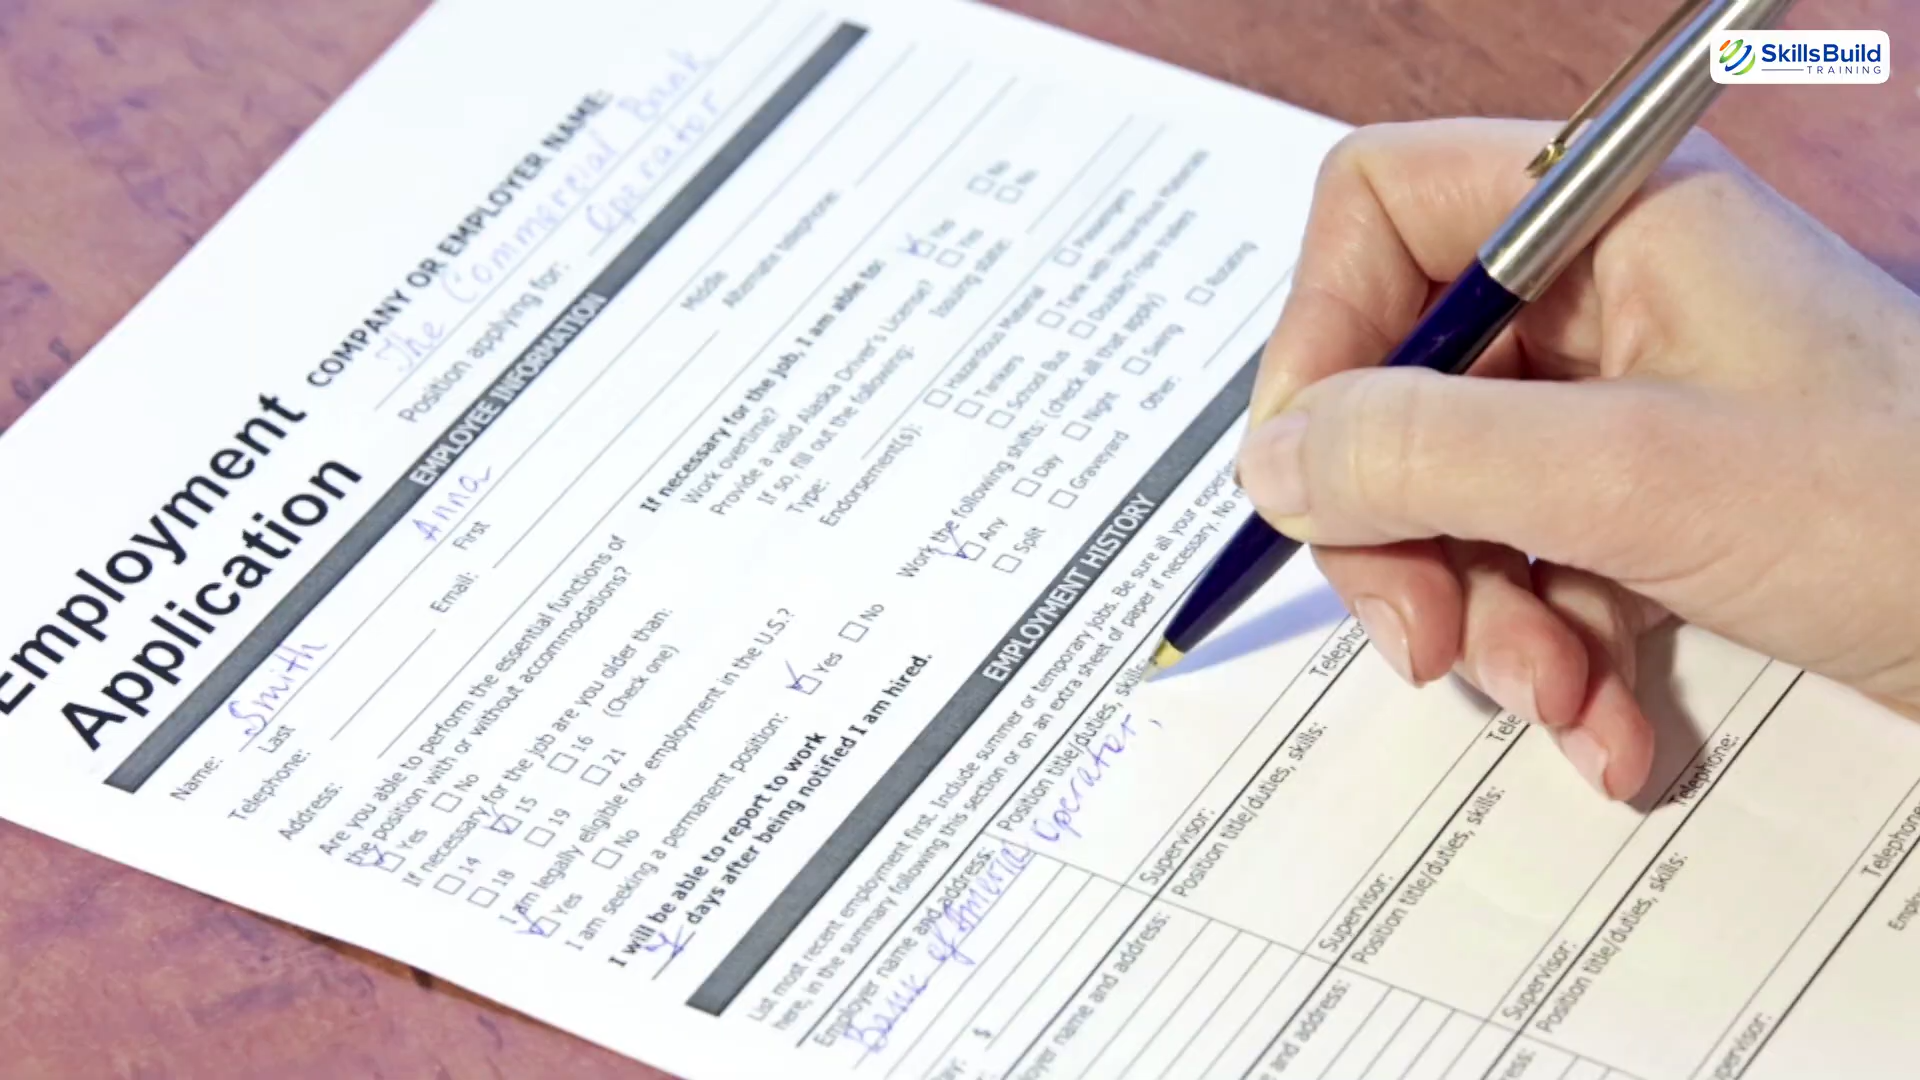 SkillsBuild
TRAINING
Employment
Application
COMPANY OR EMPLOYER NAME:
The Commercial Bank
Position applying for: Operator
EMPLOYEE INFORMATION
Name: Smith Anna
Last First Middle
Telephone: Email: Alternate telephone:
Address:
Are you able to perform the essential functions of
the position with or without accommodations?
Yes No
If necessary for the job are you older than:
(Check one)
14 15 16
18 19 21
I am legally eligible for employment in the U.S.?
Yes No
I am seeking a permanent position: Yes No
I will be able to report to work
days after being notified I am hired.
If necessary for the job, I am able to:
Work overtime? Yes No
Provide a valid Alaska Driver's License? Yes No
If so, fill out the following: Issuing state:
Type:
Endorsement(s): Hazardous Material Passengers
Tankers Tank with Hazardous Materials
School Bus Double/Triple trailers
Work the following shifts: (check all that apply)
Any Day Night Swing Rotating
Split Graveyard Other:
EMPLOYMENT HISTORY
List most recent employment first. Include summer or temporary jobs. Be sure all your
here, in the summary following this section or on an extra sheet of paper if necessary. No
Employer name and address: Position title/duties, skills:
Bank of America Operator,
Supervisor: Telepho
name and address: Position title/duties, skills:
Supervisor: Tele
and address: Position title/duties, skills:
Supervisor: Telephone:
Position title/duties, skills:
Telephone